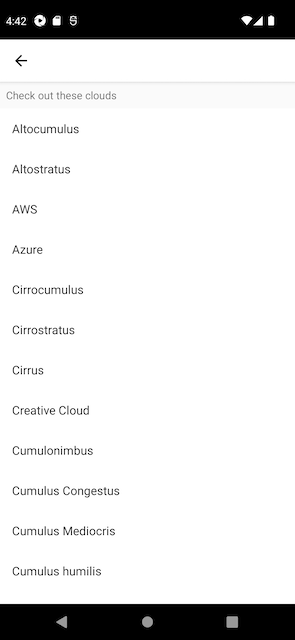 4:42
Check out these clouds
Altocumulus
Altostratus
AWS
Azure
Cirrocumulus
Cirrostratus
Cirrus
Creative Cloud
Cumulonimbus
Cumulus Congestus
Cumulus Mediocris
Cumulus humilis